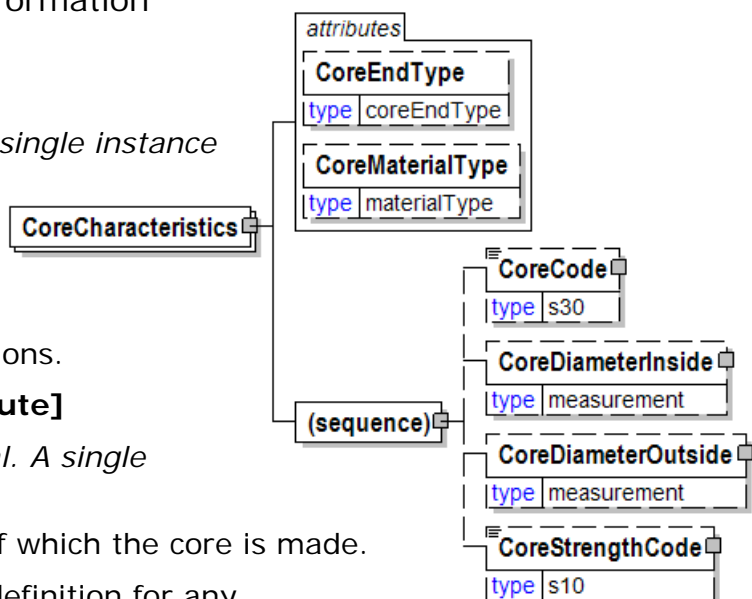 ormation
single instance
ons.
ute]
l. A single
f which the core is made.
definition for any
CoreCharacteristics
attributes
CoreEndType
type coreEndType
CoreMaterialType
type materialType
(sequence)
CoreCode
type s30
CoreDiameterInside
type measurement
CoreDiameterOutside
type measurement
CoreStrengthCode
type s10